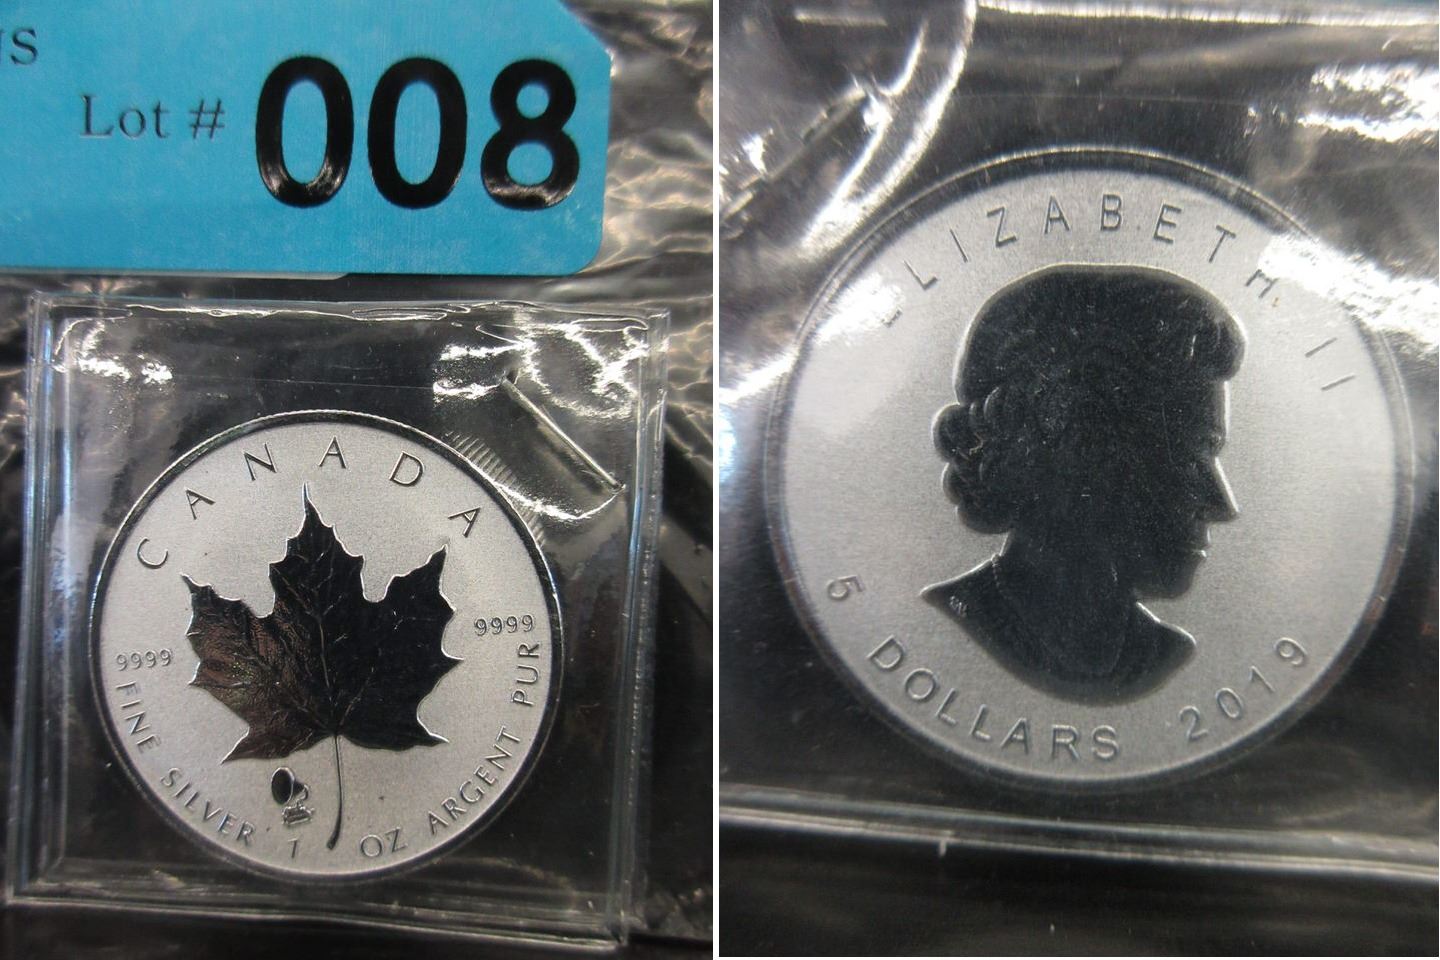 Lot # 008
CANADA
9999
9999
FINE SILVER 1 OZ ARGENT PUR
ELIZABETH II
5 DOLLARS 2019